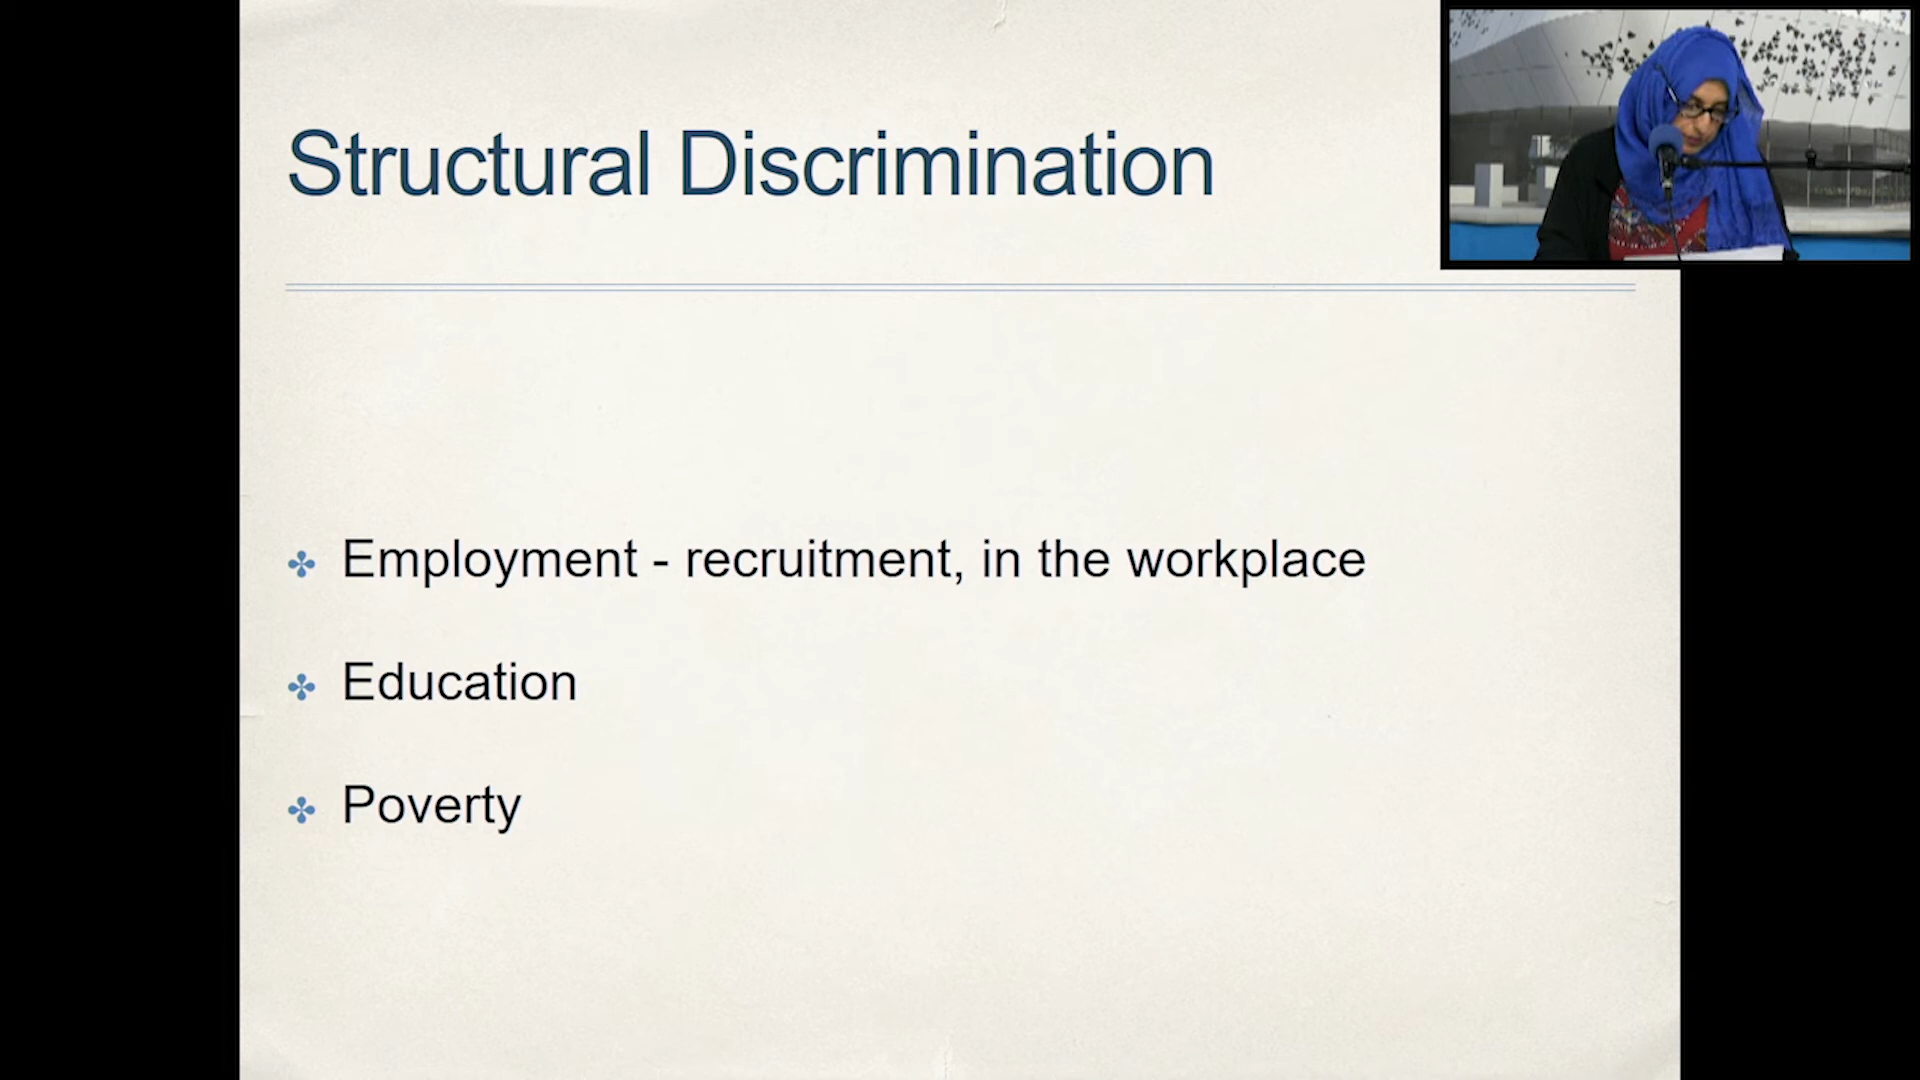 Structural Discrimination
Employment - recruitment, in the workplace
Education
Poverty